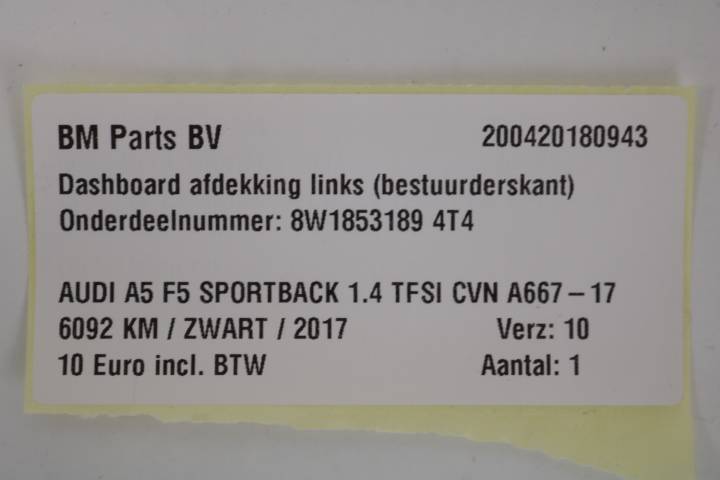 BM Parts BV 200420180943
Dashboard afdekking links (bestuurderskant)
Onderdeelnummer: 8W1853189 4T4
AUDI A5 F5 SPORTBACK 1.4 TFSI CVN A667-17
6092 KM / ZWART / 2017 Verz: 10
10 Euro incl. BTW Aantal: 1